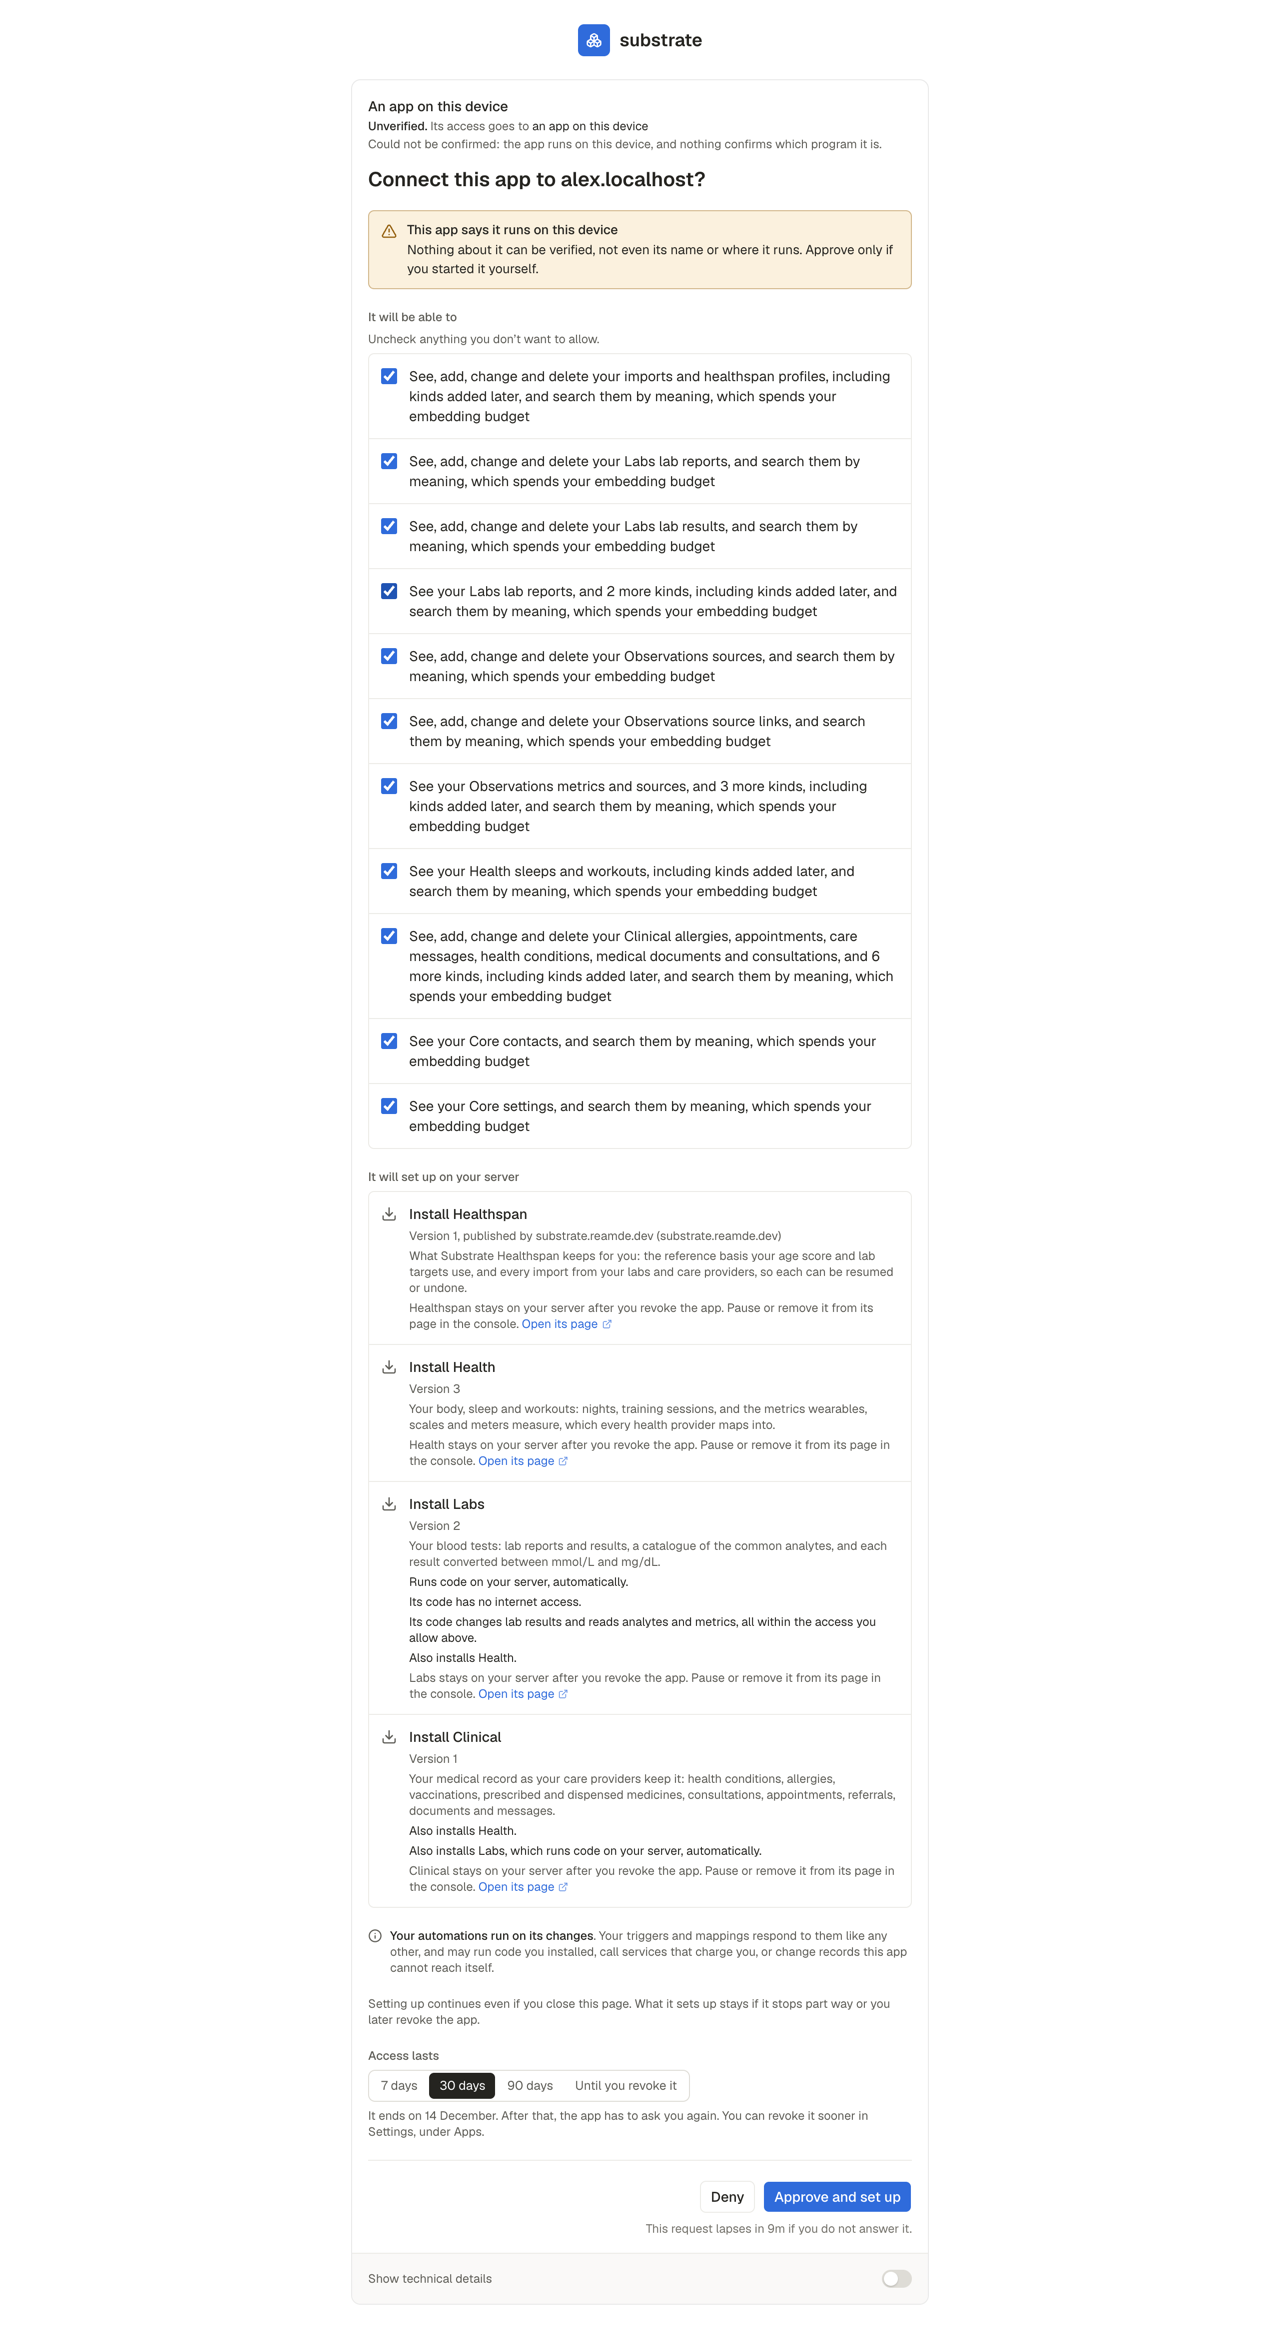 substrate
An app on this device
Unverified. Its access goes to an app on this device
Could not be confirmed: the app runs on this device, and nothing confirms which program it is.
Connect this app to alex.localhost?
This app says it runs on this device
Nothing about it can be verified, not even its name or where it runs. Approve only if
you started it yourself.
It will be able to
Uncheck anything you don't want to allow.
See, add, change and delete your imports and healthspan profiles, including
kinds added later, and search them by meaning, which spends your
embedding budget
See, add, change and delete your Labs lab reports, and search them by
meaning, which spends your embedding budget
See, add, change and delete your Labs lab results, and search them by
meaning, which spends your embedding budget
See your Labs lab reports, and 2 more kinds, including kinds added later, and
search them by meaning, which spends your embedding budget
See, add, change and delete your Observations sources, and search them by
meaning, which spends your embedding budget
See, add, change and delete your Observations source links, and search
them by meaning, which spends your embedding budget
See your Observations metrics and sources, and 3 more kinds, including
kinds added later, and search them by meaning, which spends your
embedding budget
See your Health sleeps and workouts, including kinds added later, and
search them by meaning, which spends your embedding budget
See, add, change and delete your Clinical allergies, appointments, care
messages, health conditions, medical documents and consultations, and 6
more kinds, including kinds added later, and search them by meaning, which
spends your embedding budget
See your Core contacts, and search them by meaning, which spends your
embedding budget
See your Core settings, and search them by meaning, which spends your
embedding budget
It will set up on your server
Install Healthspan
Version 1, published by substrate.reamde.dev (substrate.reamde.dev)
What Substrate Healthspan keeps for you: the reference basis your age score and lab
targets use, and every import from your labs and care providers, so each can be resumed
or undone.
Healthspan stays on your server after you revoke the app. Pause or remove it from its
page in the console. Open its page
Install Health
Version 3
Your body, sleep and workouts: nights, training sessions, and the metrics wearables,
scales and meters measure, which every health provider maps into.
Health stays on your server after you revoke the app. Pause or remove it from its page in
the console. Open its page
Install Labs
Version 2
Your blood tests: lab reports and results, a catalogue of the common analytes, and each
result converted between mmol/L and mg/dL.
Runs code on your server, automatically.
Its code has no internet access.
Its code changes lab results and reads analytes and metrics, all within the access you
allow above.
Also installs Health.
Labs stays on your server after you revoke the app. Pause or remove it from its page in
the console. Open its page
Install Clinical
Version 1
Your medical record as your care providers keep it: health conditions, allergies,
vaccinations, prescribed and dispensed medicines, consultations, appointments, referrals,
documents and messages.
Also installs Health.
Also installs Labs, which runs code on your server, automatically.
Clinical stays on your server after you revoke the app. Pause or remove it from its page in
the console. Open its page
Your automations run on its changes. Your triggers and mappings respond to them like any
other, and may run code you installed, call services that charge you, or change records this app
cannot reach itself.
Setting up continues even if you close this page. What it sets up stays if it stops part way or you
later revoke the app.
Access lasts
7 days 30 days 90 days Until you revoke it
It ends on 14 December. After that, the app has to ask you again. You can revoke it sooner in
Settings, under Apps.
Deny Approve and set up
This request lapses in 9m if you do not answer it.
Show technical details